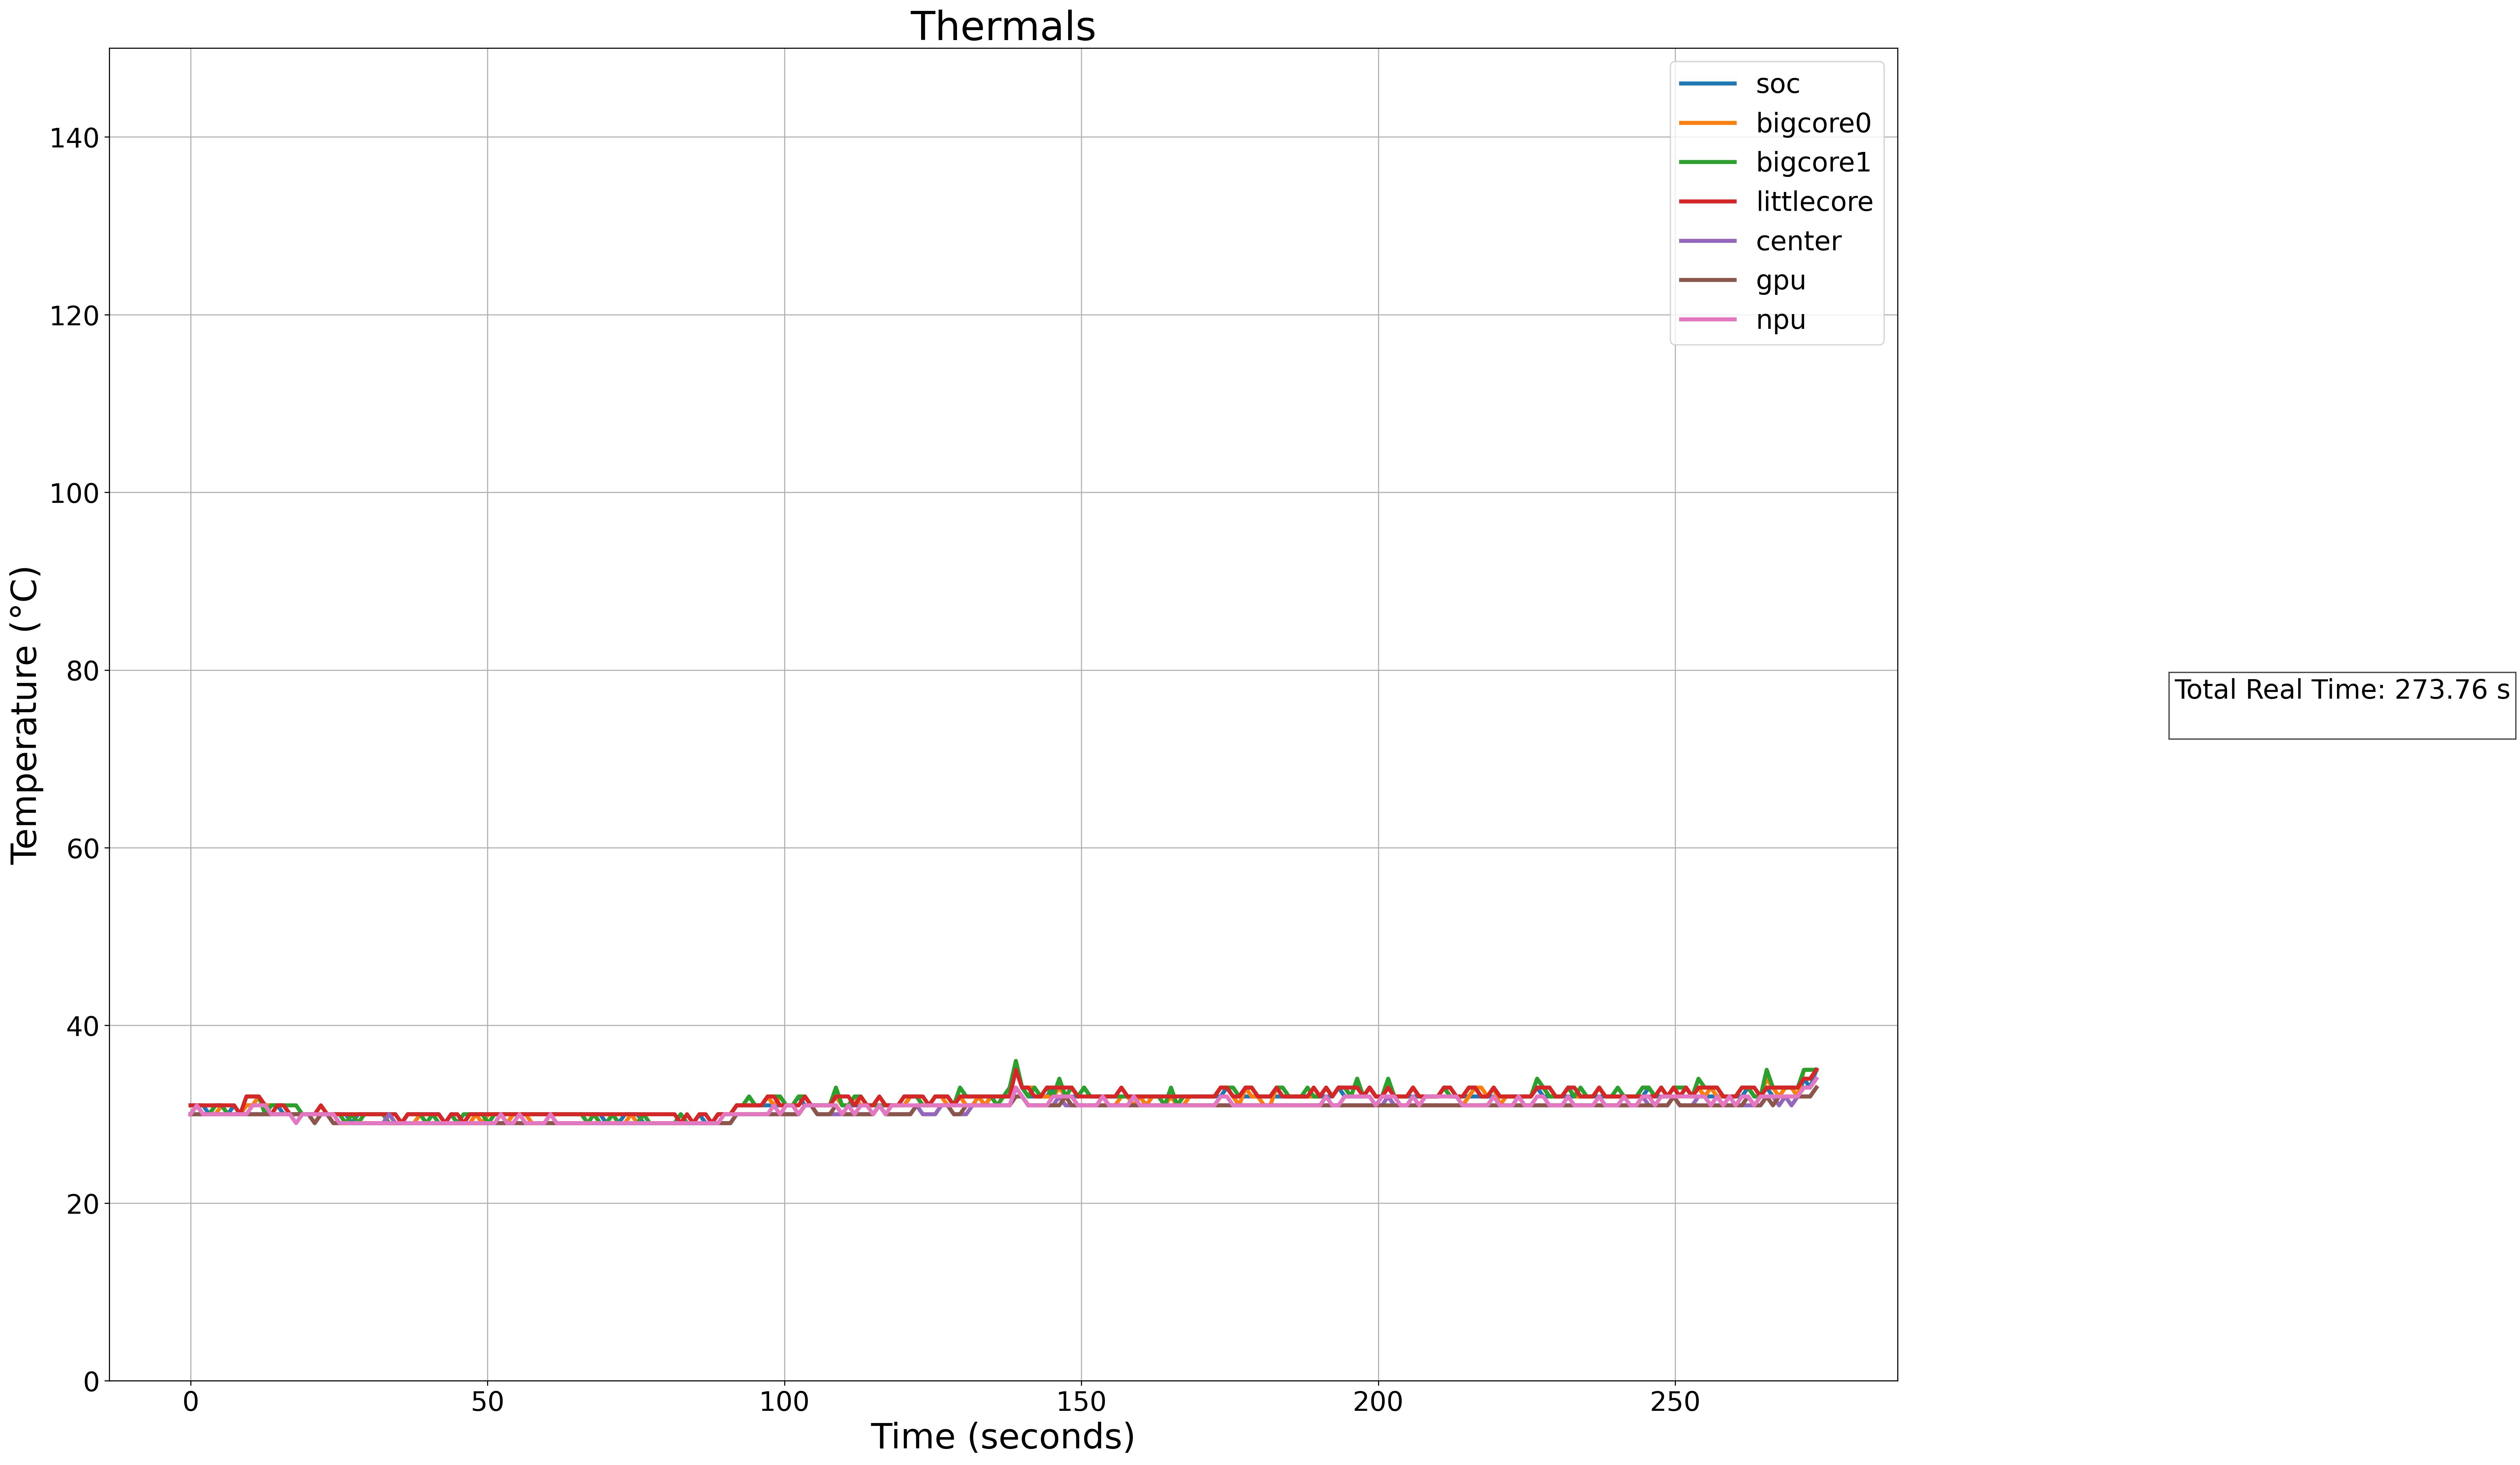 Thermals
soc
bigcore0
bigcore1
littlecore
center
gpu
npu
140
120
100
80
60
40
20
0
Temperature (°C)
0
50
100
150
200
250
Time (seconds)
Total Real Time: 273.76 s